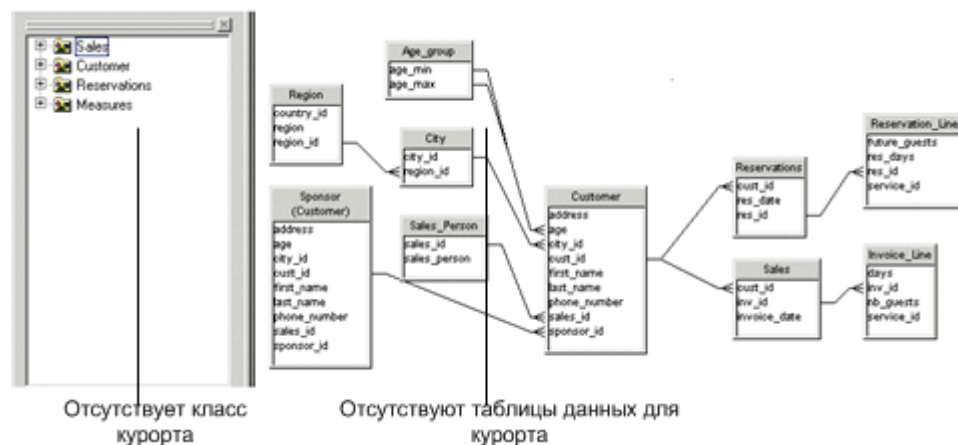 Sales
Customer
Reservations
Measures
Age_group
age_min
age_max
Region
country_id
region
region_id
City
city_id
region_id
Sponsor
(Customer)
address
age
city_id
cust_id
first_name
last_name
phone_number
sales_id
sponsor_id
Sales_Person
sales_id
sales_person
Customer
address
age
city_id
cust_id
first_name
last_name
phone_number
sales_id
sponsor_id
Reservations
cust_id
res_date
res_id
Reservation_Line
future_guests
res_days
res_id
service_id
Sales
cust_id
inv_id
invoice_date
Invoice_Line
days
inv_id
nb_guests
service_id
Отсутствует класс
курорта
Отсутствуют таблицы данных для
курорта